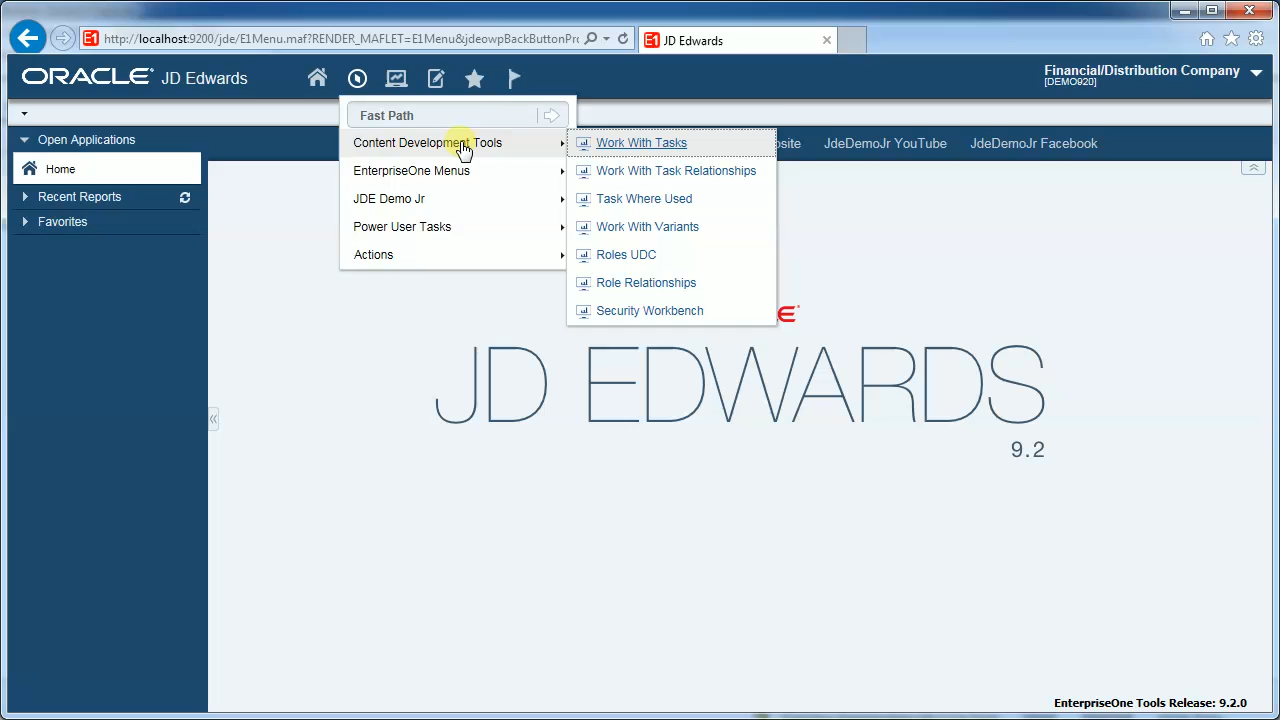 E1 http://localhost:9200/jde/E1Menu.maf?RENDER_MAFLET=E1Menu&jdeowpBackButtonPr
E1 JD Edwards
ORACLE® JD Edwards
Financial/Distribution Company
[DEMO920]
Fast Path
Open Applications
Home
Recent Reports
Favorites
Content Development Tools
EnterpriseOne Menus
JDE Demo Jr
Power User Tasks
Actions
Work With Tasks
Work With Task Relationships
Task Where Used
Work With Variants
Roles UDC
Role Relationships
Security Workbench
JdeDemoJr YouTube
JdeDemoJr Facebook
JD EDWARDS
9.2
EnterpriseOne Tools Release: 9.2.0